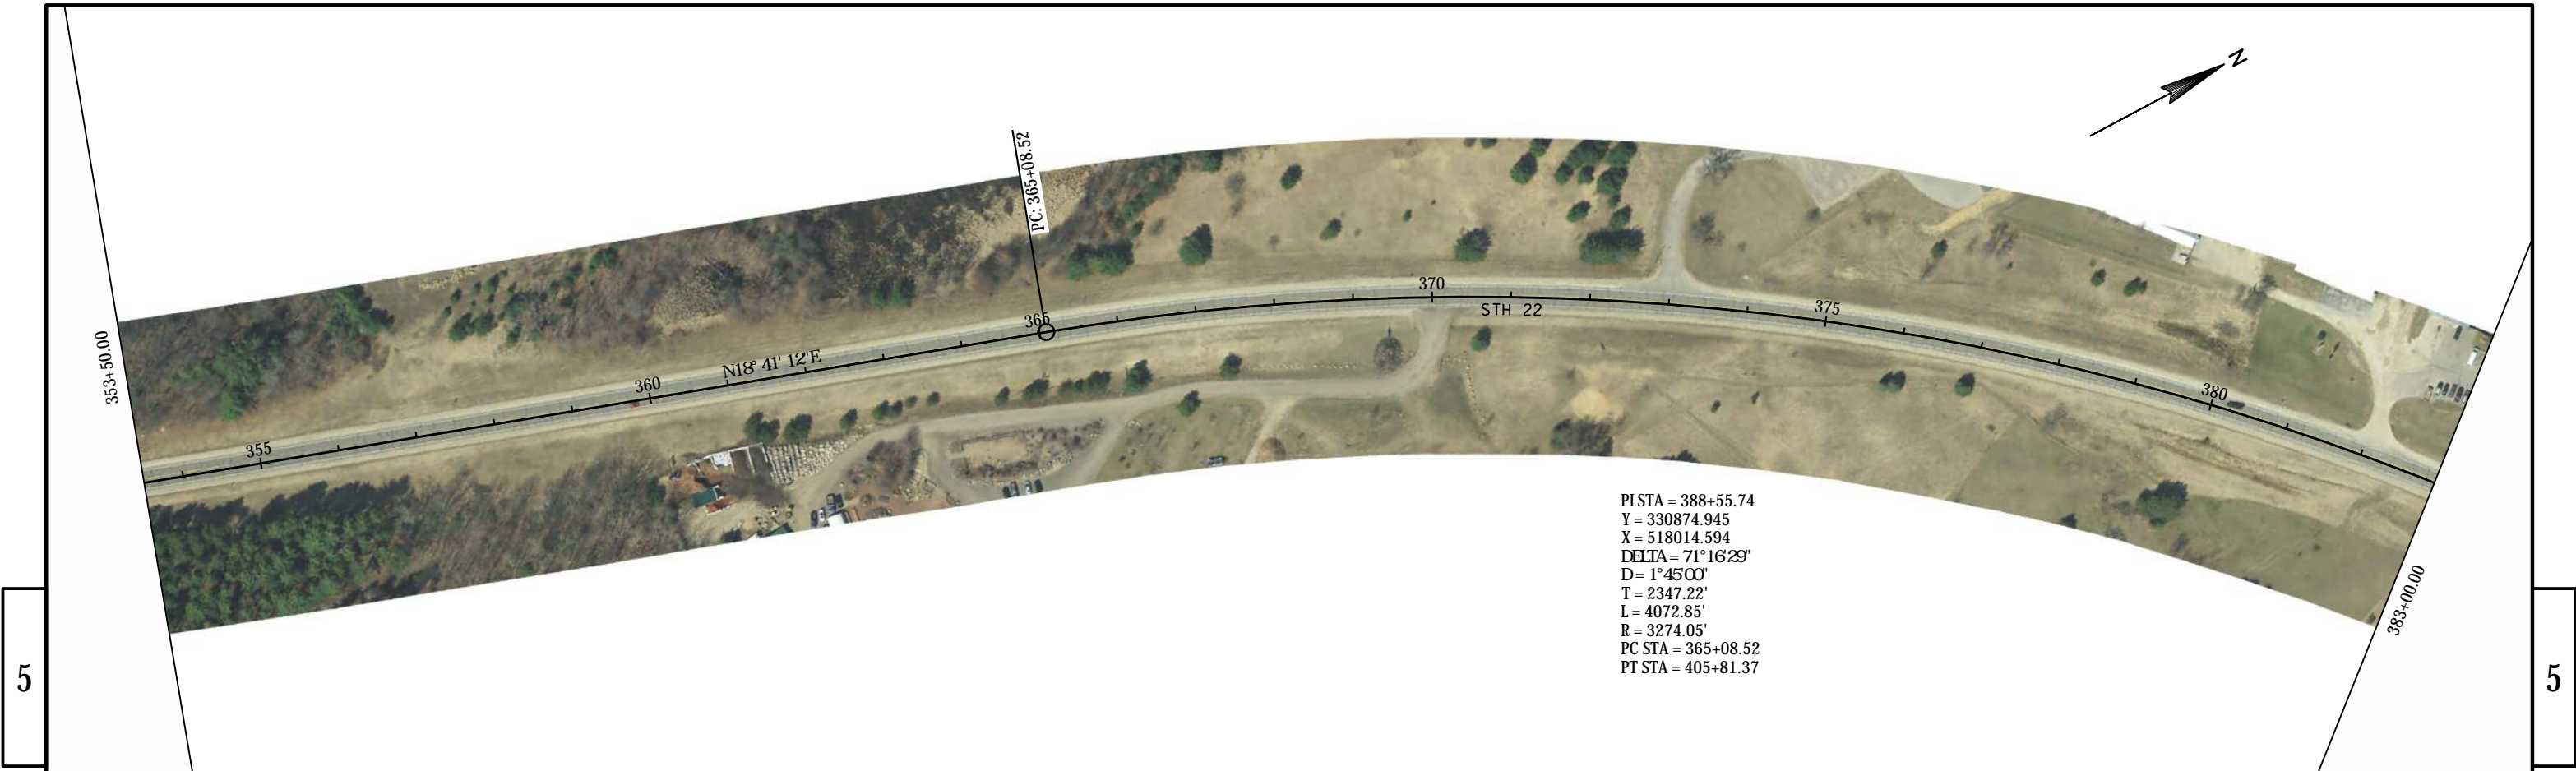 N
PC: 365+08.52
353+50.00
355
360
N18° 41' 12"E
365
370
STH 22
375
380
383+00.00
PI STA = 388+55.74
Y = 330874.945
X = 518014.594
DELTA = 71°16'29"
D = 1°45'00"
T = 2347.22'
L = 4072.85'
R = 3274.05'
PC STA = 365+08.52
PT STA = 405+81.37
5
5